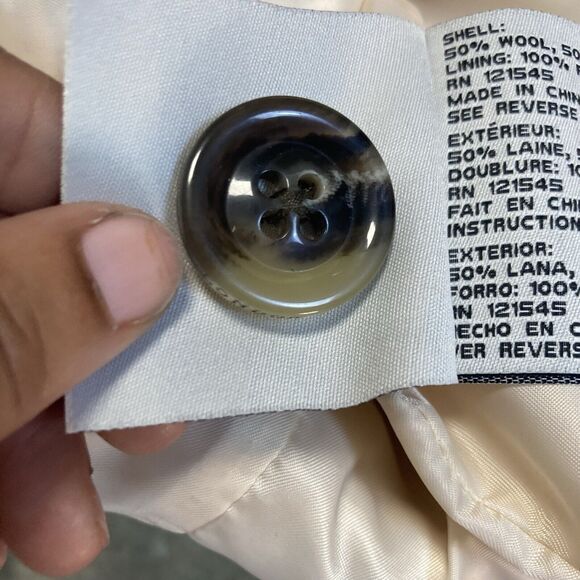 SHELL:
50% WOOL, 50
LINING: 100%
RN 121545
MADE IN CHIN
SEE REVERSE
EXTÉRIEUR:
50% LAINE,
DOUBLURE: 10
RN 121545
FAIT EN CHI
INSTRUCTION
EXTERIOR:
50% LANA,
FORRO: 100%
RN 121545
HECHO EN C
VER REVERS